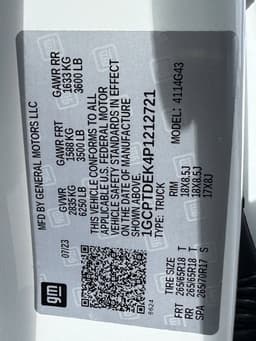 MFD BY GENERAL MOTORS LLC
07/23
GVWR GAWR FRT GAWR RR
2835 KG 1588 KG 1633 KG
6250 LB 3500 LB 3600 LB
THIS VEHICLE CONFORMS TO ALL
APPLICABLE U.S. FEDERAL MOTOR
VEHICLE SAFETY STANDARDS IN EFFECT
ON THE DATE OF MANUFACTURE
SHOWN ABOVE.
1GCPTDEK4P1212721
TYPE: TRUCK MODEL: 4114G43
gm
TIRE SIZE RIM
FRT 265/65R18 T 18X8.5J
RR 265/65R18 T 18X8.5J
SPA 265/70R17 S 17X8J